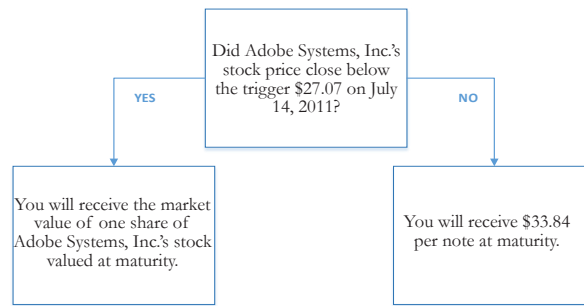 Did Adobe Systems, Inc.'s
stock price close below
the trigger $27.07 on July
14, 2011?
YES
NO
You will receive the market
value of one share of
Adobe Systems, Inc.'s stock
valued at maturity.
You will receive $33.84
per note at maturity.